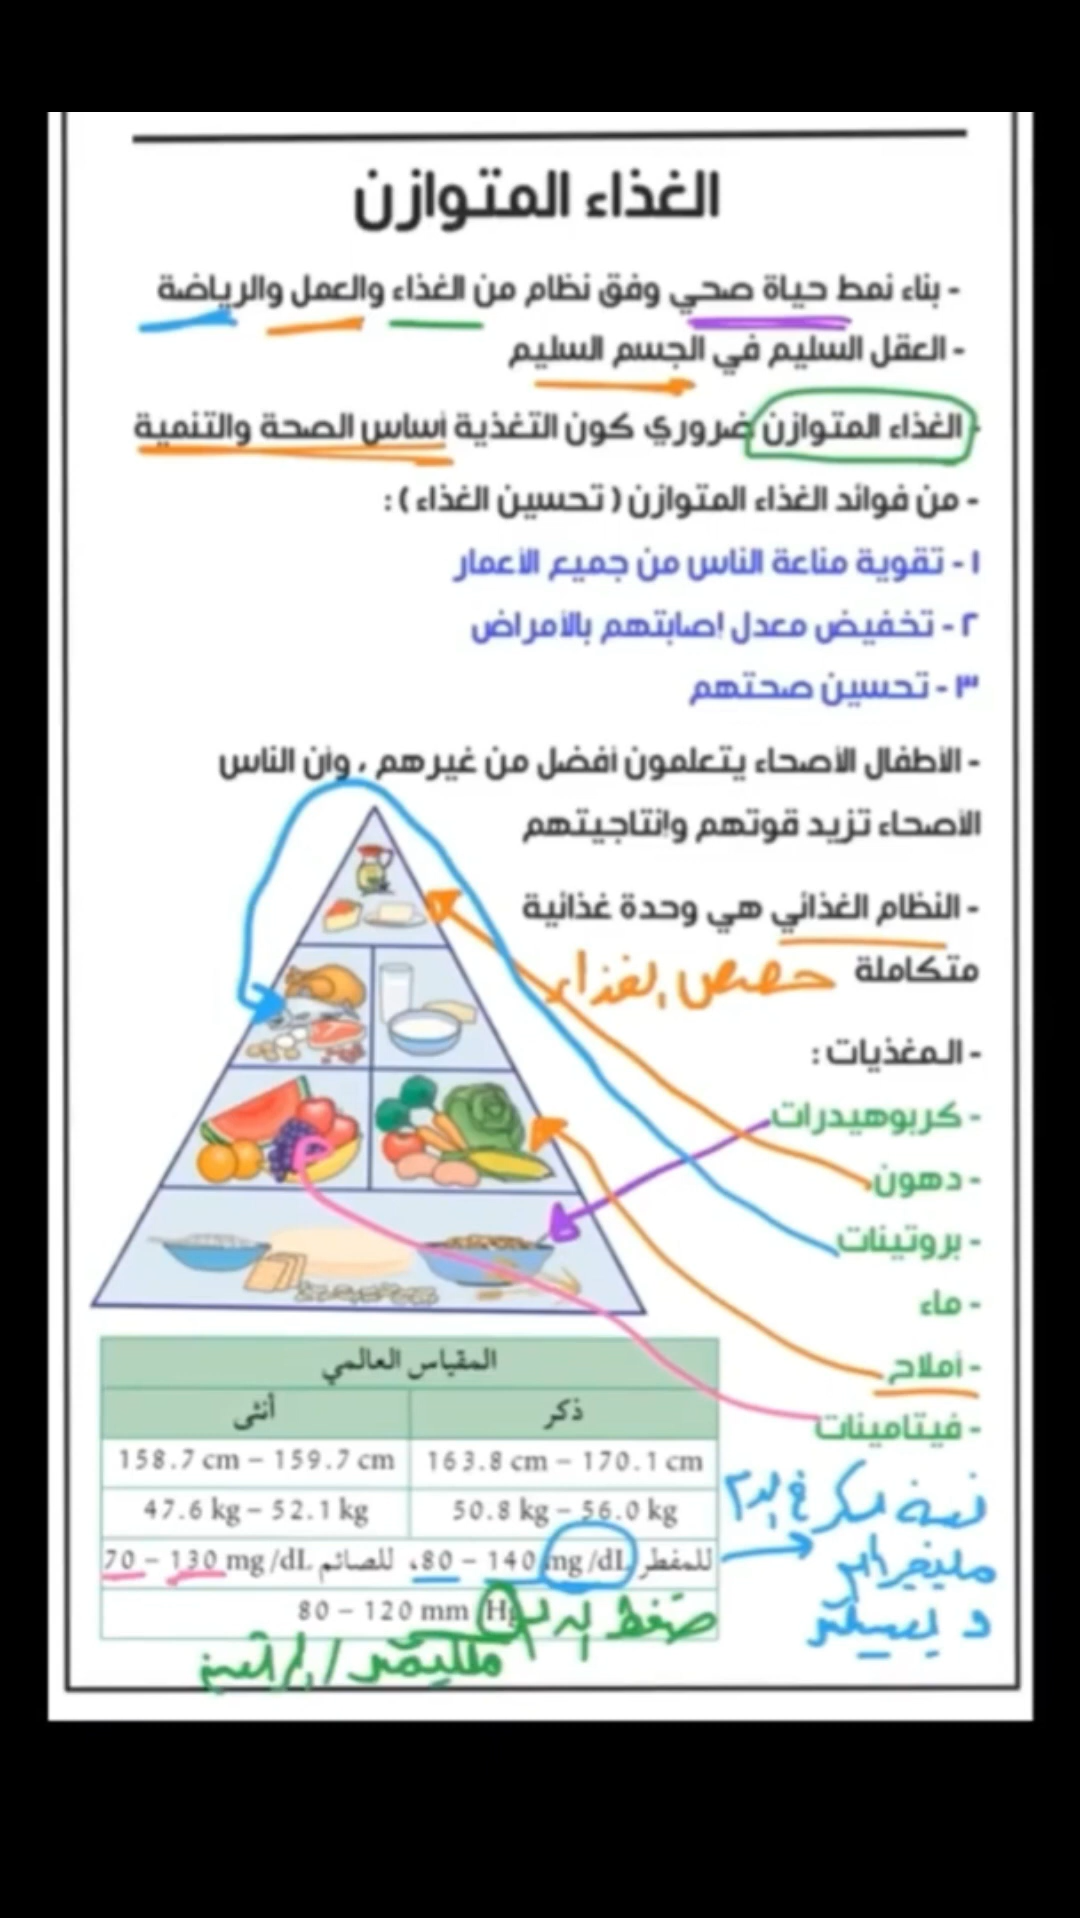 الغذاء المتوازن
- بناء نمط حياة صحي وفق نظام من الغذاء والعمل والرياضة
- العقل السليم في الجسم السليم
- الغذاء المتوازن ضروري كون التغذية أساس الصحة والتنمية
- من فوائد الغذاء المتوازن ( تحسين الغذاء ) :
١ - تقوية مناعة الناس من جميع الأعمار
٢ - تخفيض معدل إصابتهم بالأمراض
٣ - تحسين صحتهم
- الأطفال الأصحاء يتعلمون أفضل من غيرهم ، وأن الناس
الأصحاء تزيد قوتهم وإنتاجيتهم
- النظام الغذائي هي وحدة غذائية
متكاملة
حصص الغذاء
- المغذيات :
- كربوهيدرات
- دهون
- بروتينات
- ماء
- أملاح
- فيتامينات
المقياس العالمي
ذكر أنثى
163.8 cm – 170.1 cm 158.7 cm – 159.7 cm
50.8 kg – 56.0 kg 47.6 kg – 52.1 kg
للمفطر 80 – 140 mg/dL، للصائم 70 – 130 mg/dL
80 – 120 mm Hg
نسبة السكر في الدم
مليغرام
ديسيلتر
ضغط الدم